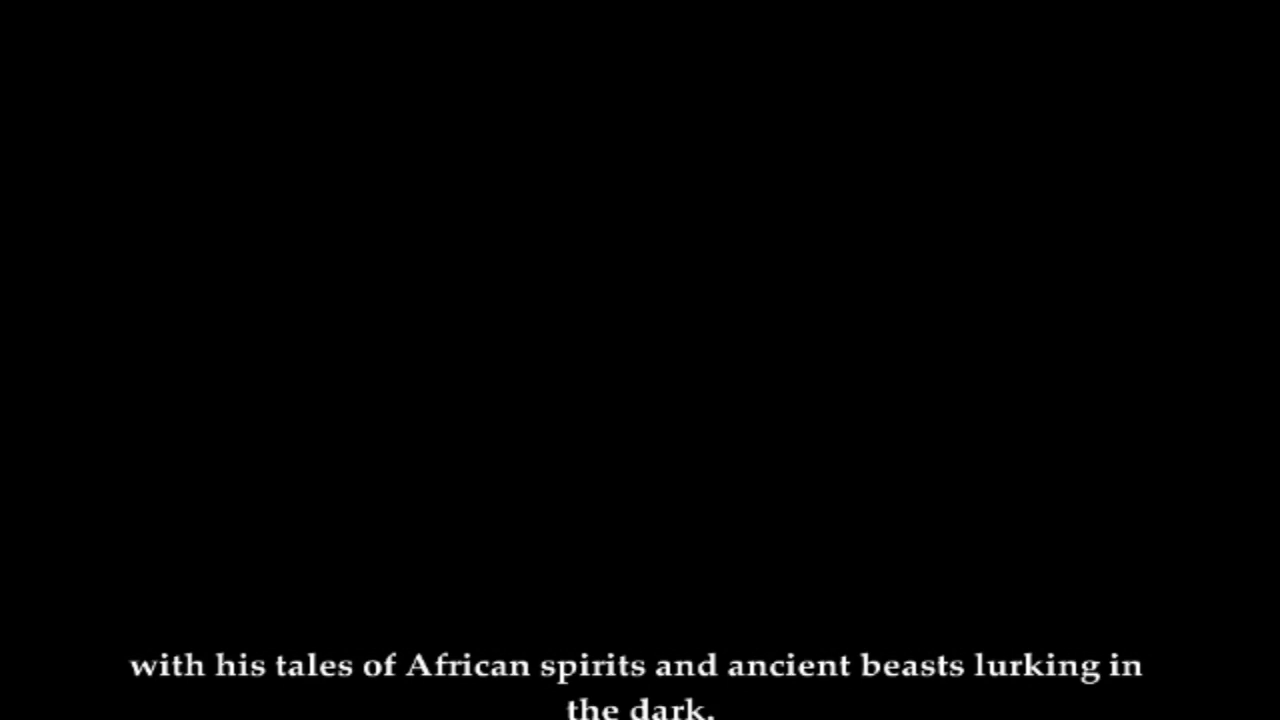 with his tales of African spirits and ancient beasts lurking in
the dark.